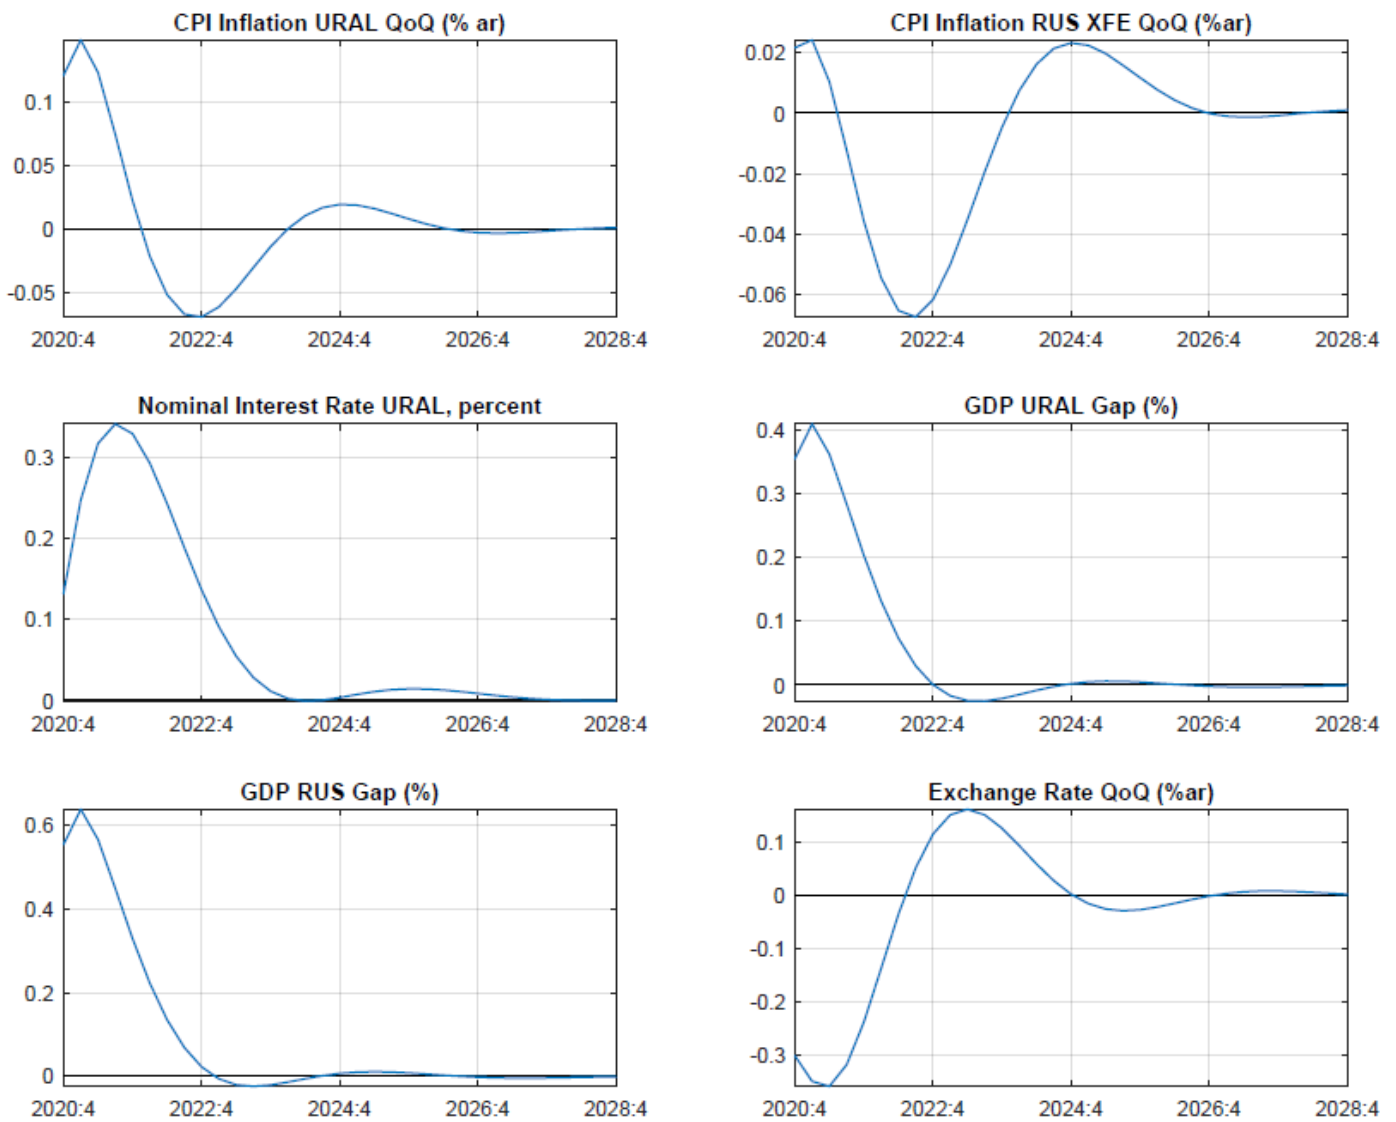 CPI Inflation URAL QoQ (% ar)
0.1
0.05
0
-0.05
2020:4 2022:4 2024:4 2026:4 2028:4
CPI Inflation RUS XFE QoQ (%ar)
0.02
0
-0.02
-0.04
-0.06
2020:4 2022:4 2024:4 2026:4 2028:4
Nominal Interest Rate URAL, percent
0.3
0.2
0.1
0
2020:4 2022:4 2024:4 2026:4 2028:4
GDP URAL Gap (%)
0.4
0.3
0.2
0.1
0
2020:4 2022:4 2024:4 2026:4 2028:4
GDP RUS Gap (%)
0.6
0.4
0.2
0
2020:4 2022:4 2024:4 2026:4 2028:4
Exchange Rate QoQ (%ar)
0.1
0
-0.1
-0.2
-0.3
2020:4 2022:4 2024:4 2026:4 2028:4